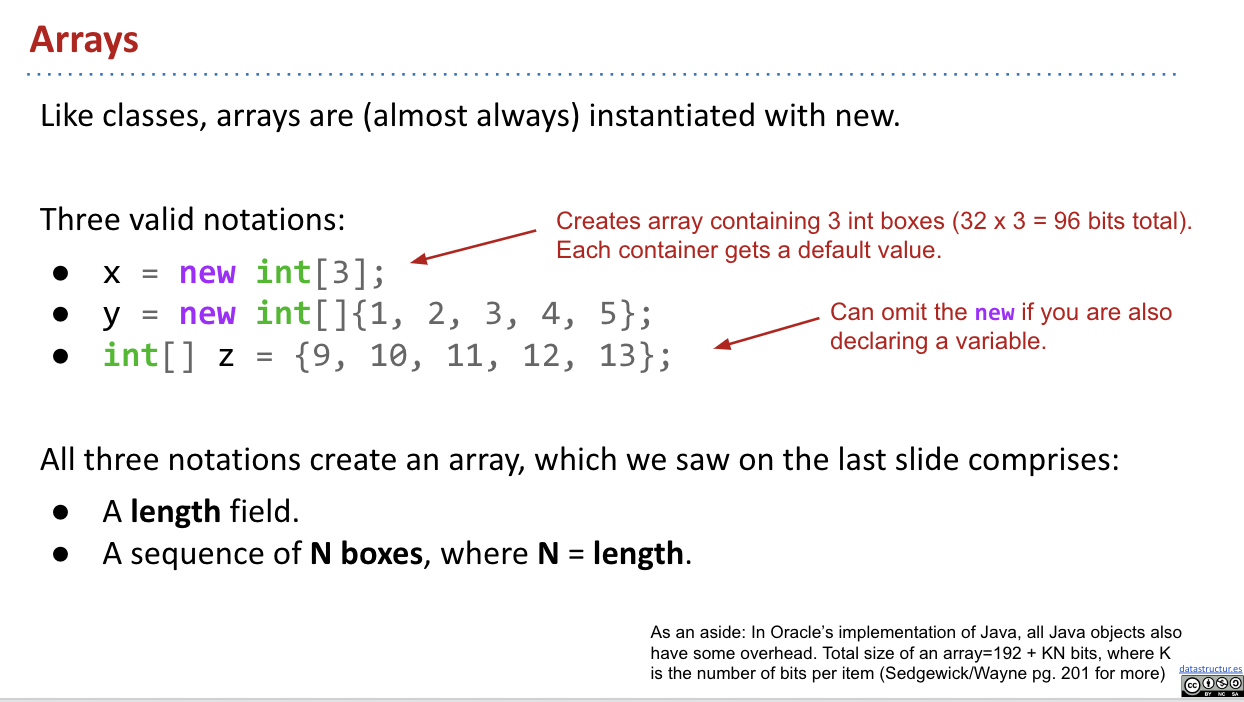 Arrays
Like classes, arrays are (almost always) instantiated with new.
Three valid notations:
Creates array containing 3 int boxes (32 x 3 = 96 bits total).
Each container gets a default value.
● x = new int[3];
● y = new int[]{1, 2, 3, 4, 5};
● int[] z = {9, 10, 11, 12, 13};
Can omit the new if you are also
declaring a variable.
All three notations create an array, which we saw on the last slide comprises:
● A length field.
● A sequence of N boxes, where N = length.
As an aside: In Oracle’s implementation of Java, all Java objects also
have some overhead. Total size of an array=192 + KN bits, where K
is the number of bits per item (Sedgewick/Wayne pg. 201 for more)
datastructur.es
cc
BY NC SA